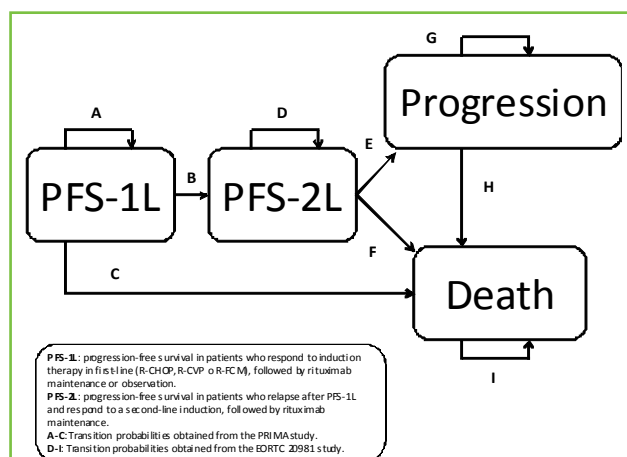 G
Progression
A
D
E
PFS-1L
B
PFS-2L
H
F
C
Death
I
PFS-1L: progression-free survival in patients who respond to induction
therapy in first-line (R-CHOP, R-CVP o R-FCM), followed by rituximab
maintenance or observation.
PFS-2L: progression-free survival in patients who relapse after PFS-1L
and respond to a second-line induction, followed by rituximab
maintenance.
A-C: Transition probabilities obtained from the PRIMA study.
D-I: Transition probabilities obtained from the EORTC 20981 study.